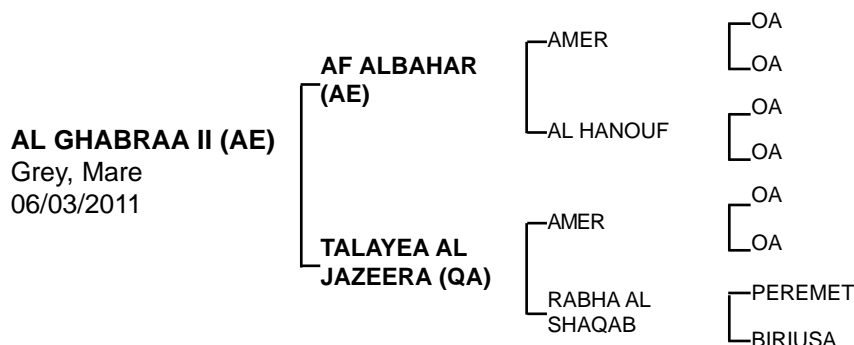 AL GHABRAA II (AE)
Grey, Mare
06/03/2011
AF ALBAHAR
(AE)
TALAYEA AL
JAZEERA (QA)
AMER
AL HANOUF
AMER
RABHA AL
SHAQAB
OA
OA
OA
OA
OA
OA
PEREMET
BIRIUSA